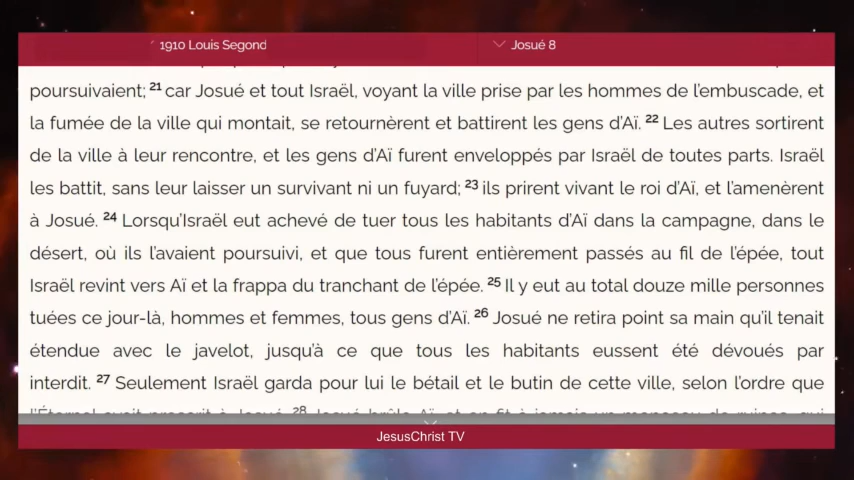 1910 Louis Segond
Josué 8
poursuivaient; 21 car Josué et tout Israël, voyant la ville prise par les hommes de l'embuscade, et
la fumée de la ville qui montait, se retournèrent et battirent les gens d'Aï. 22 Les autres sortirent
de la ville à leur rencontre, et les gens d'Aï furent enveloppés par Israël de toutes parts. Israël
les battit, sans leur laisser un survivant ni un fuyard; 23 ils prirent vivant le roi d'Aï, et l'amenèrent
à Josué. 24 Lorsqu'Israël eut achevé de tuer tous les habitants d'Aï dans la campagne, dans le
désert, où ils l'avaient poursuivi, et que tous furent entièrement passés au fil de l'épée, tout
Israël revint vers Aï et la frappa du tranchant de l'épée. 25 Il y eut au total douze mille personnes
tuées ce jour-là, hommes et femmes, tous gens d'Aï. 26 Josué ne retira point sa main qu'il tenait
étendue avec le javelot, jusqu'à ce que tous les habitants eussent été dévoués par
interdit. 27 Seulement Israël garda pour lui le bétail et le butin de cette ville, selon l'ordre que
28
JesusChrist TV